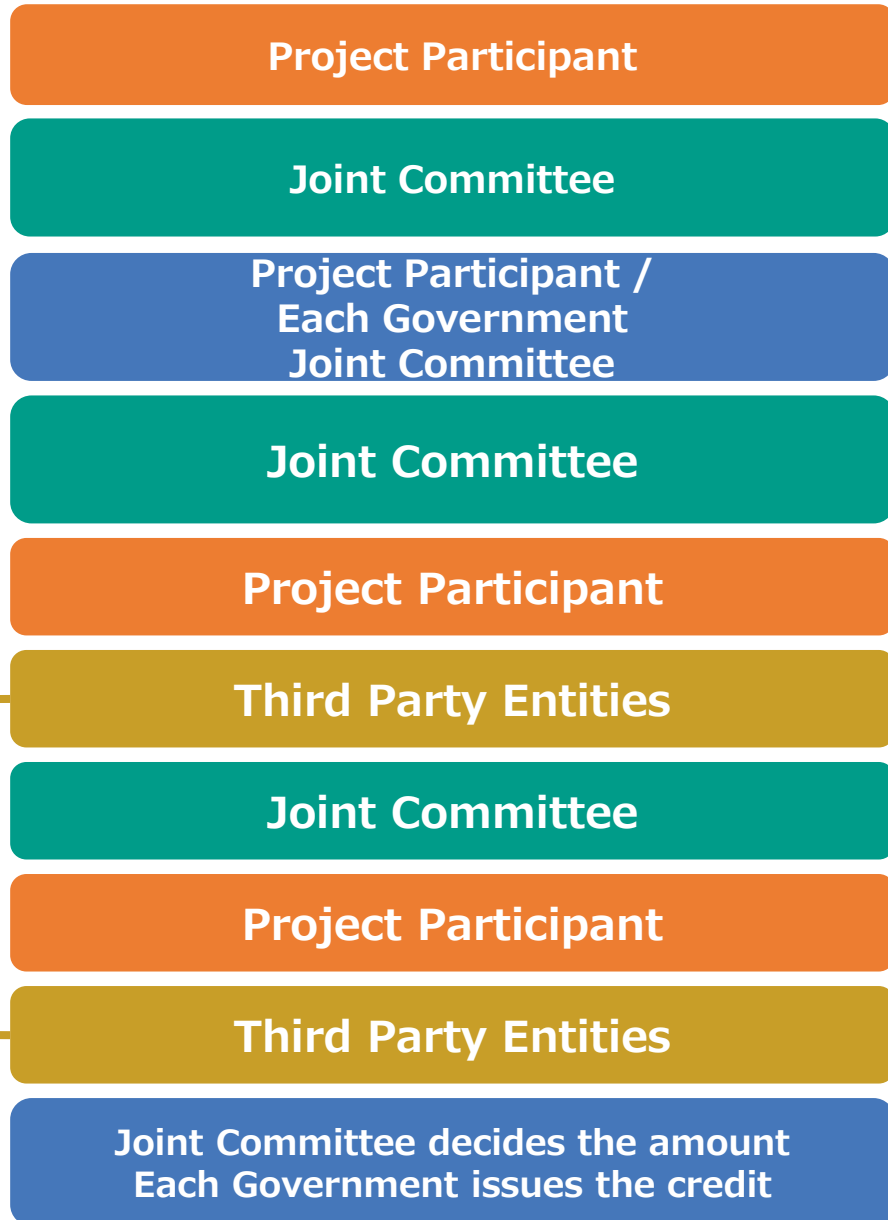 Project Participant
Joint Committee
Project Participant /
Each Government
Joint Committee
Joint Committee
Project Participant
Third Party Entities
Joint Committee
Project Participant
Third Party Entities
Joint Committee decides the amount
Each Government issues the credit